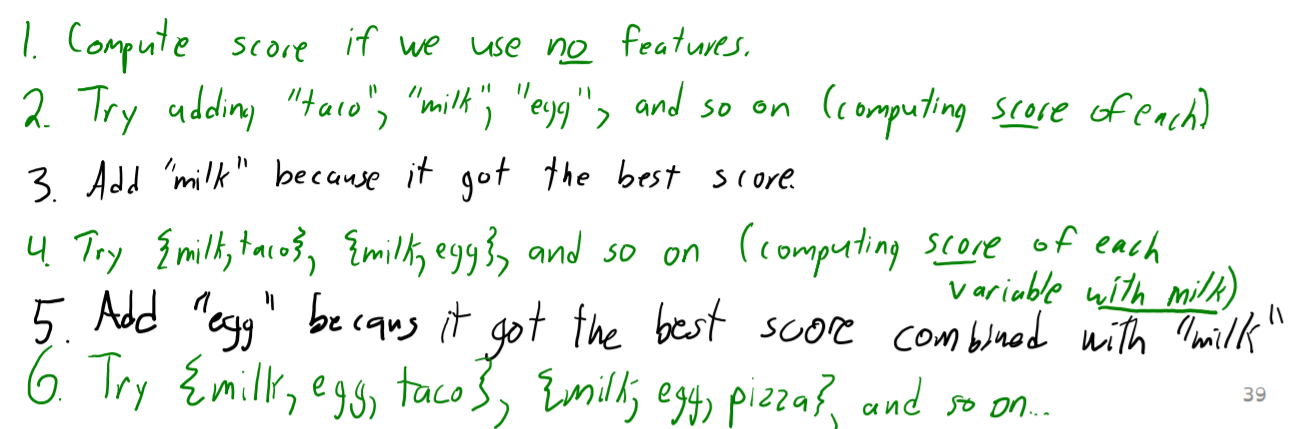 1. Compute score if we use no features.
2. Try adding "taco", "milk", "egg", and so on (computing score of each)
3. Add "milk" because it got the best score.
4. Try {milk, taco}, {milk, egg}, and so on (computing score of each
variable with milk)
5. Add "egg" becaus it got the best score combined with "milk"
6. Try {milk, egg, taco}, {milk, egg, pizza}, and so on...
39